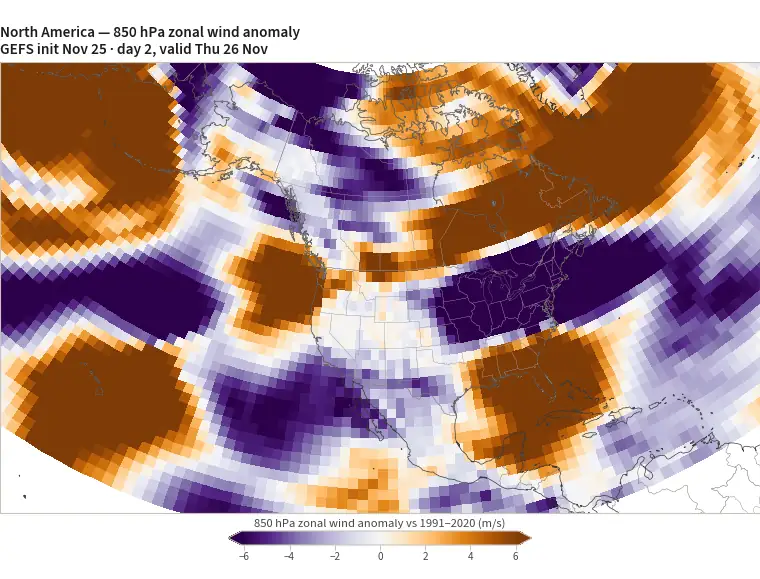 North America — 850 hPa zonal wind anomaly
GEFS init Nov 25 · day 2, valid Thu 26 Nov
850 hPa zonal wind anomaly vs 1991–2020 (m/s)
−6 −4 −2 0 2 4 6